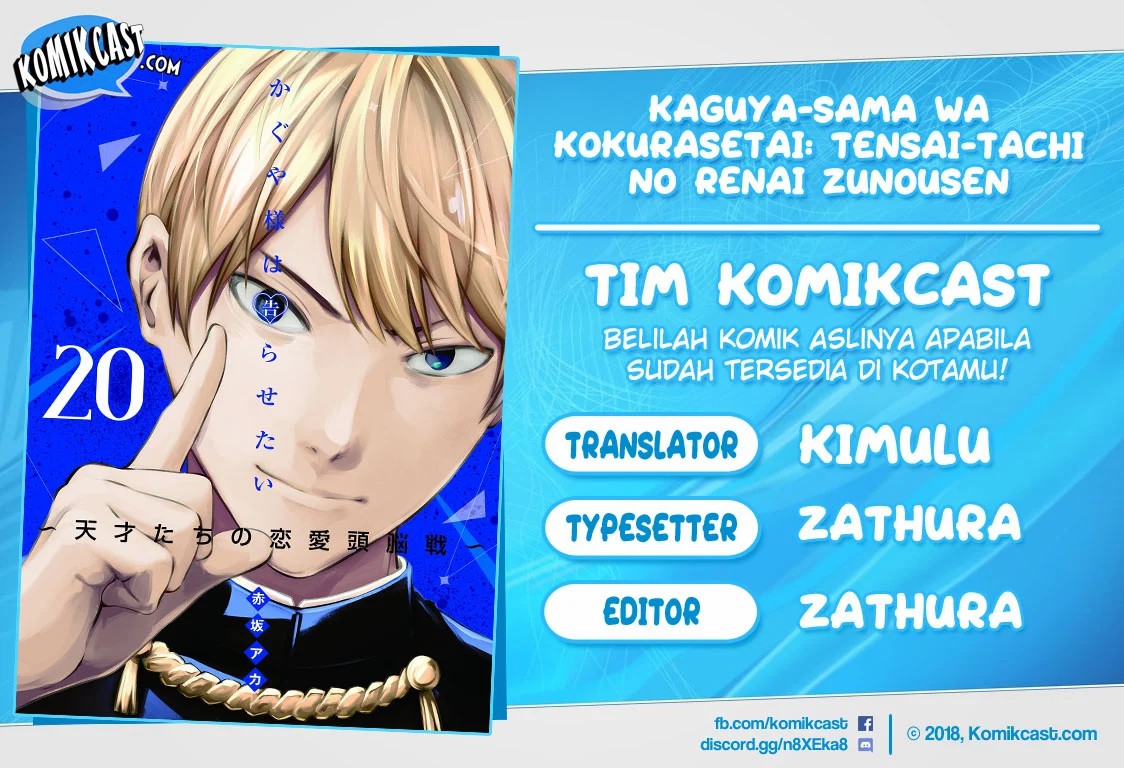 KOMIKCAST
.COM
かぐや様は告らせたい
20
～天才たちの恋愛頭脳戦～
赤坂アカ
KAGUYA-SAMA WA
KOKURASETAI: TENSAI-TACHI
NO RENAI ZUNOUSEN
TIM KOMIKCAST
BELILAH KOMIK ASLINYA APABILA
SUDAH TERSEDIA DI KOTAMU!
TRANSLATOR KIMULU
TYPESETTER ZATHURA
EDITOR ZATHURA
fb.com/komikcast
discord.gg/n8XEka8
© 2018, Komikcast.com